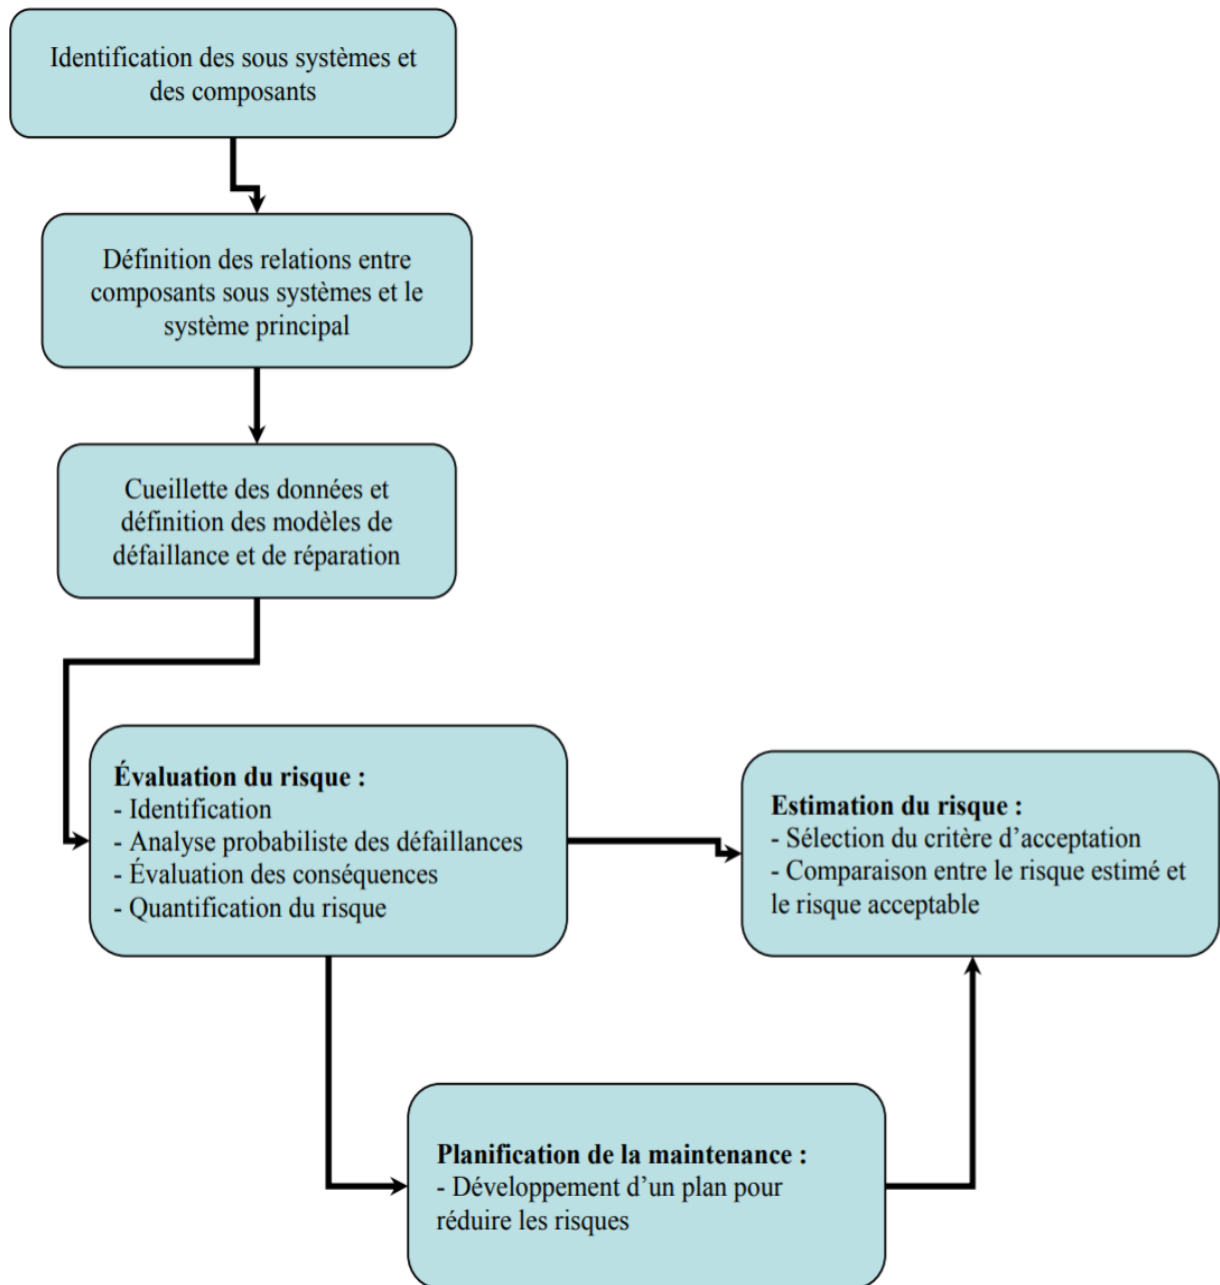 Identification des sous systèmes et
des composants
Définition des relations entre
composants sous systèmes et le
système principal
Cueillette des données et
définition des modèles de
défaillance et de réparation
Évaluation du risque :
- Identification
- Analyse probabiliste des défaillances
- Évaluation des conséquences
- Quantification du risque
Estimation du risque :
- Sélection du critère d’acceptation
- Comparaison entre le risque estimé et
le risque acceptable
Planification de la maintenance :
- Développement d’un plan pour
réduire les risques